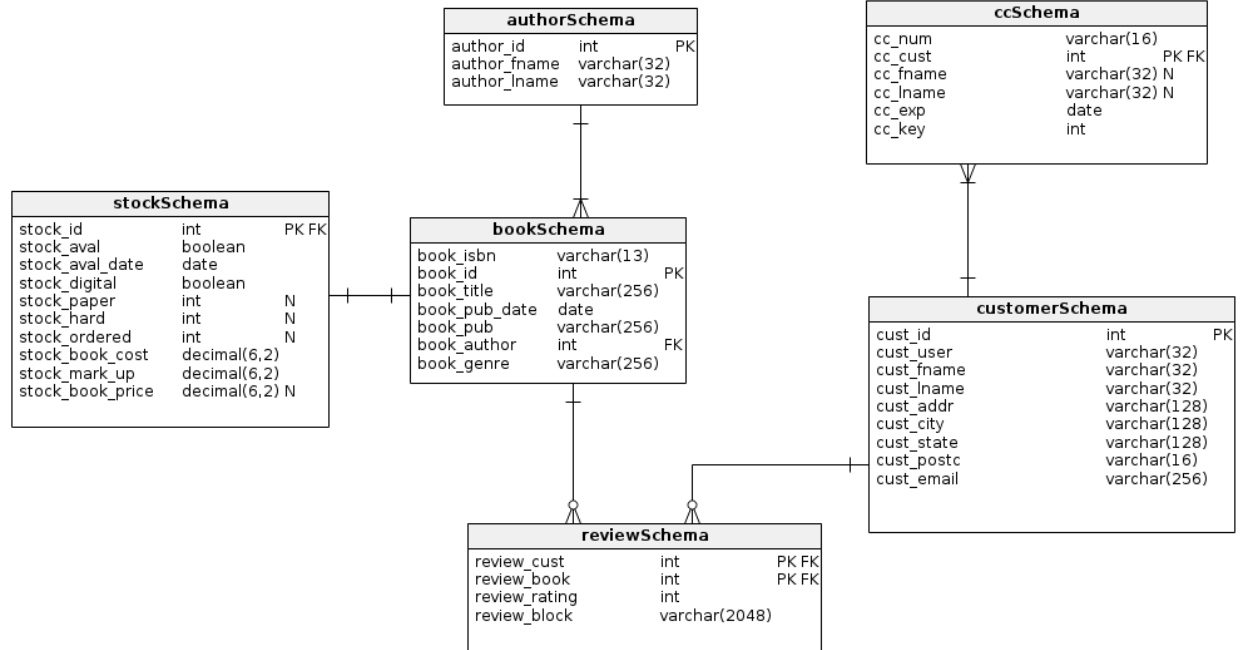 authorSchema
author_id int PK
author_fname varchar(32)
author_lname varchar(32)
ccSchema
cc_num varchar(16)
cc_cust int PK FK
cc_fname varchar(32) N
cc_lname varchar(32) N
cc_exp date
cc_key int
stockSchema
stock_id int PK FK
stock_aval boolean
stock_aval_date date
stock_digital boolean
stock_paper int N
stock_hard int N
stock_ordered int N
stock_book_cost decimal(6,2)
stock_mark_up decimal(6,2)
stock_book_price decimal(6,2) N
bookSchema
book_isbn varchar(13)
book_id int PK
book_title varchar(256)
book_pub_date date
book_pub varchar(256)
book_author int FK
book_genre varchar(256)
customerSchema
cust_id int PK
cust_user varchar(32)
cust_fname varchar(32)
cust_lname varchar(32)
cust_addr varchar(128)
cust_city varchar(128)
cust_state varchar(128)
cust_postc varchar(16)
cust_email varchar(256)
reviewSchema
review_cust int PK FK
review_book int PK FK
review_rating int
review_block varchar(2048)